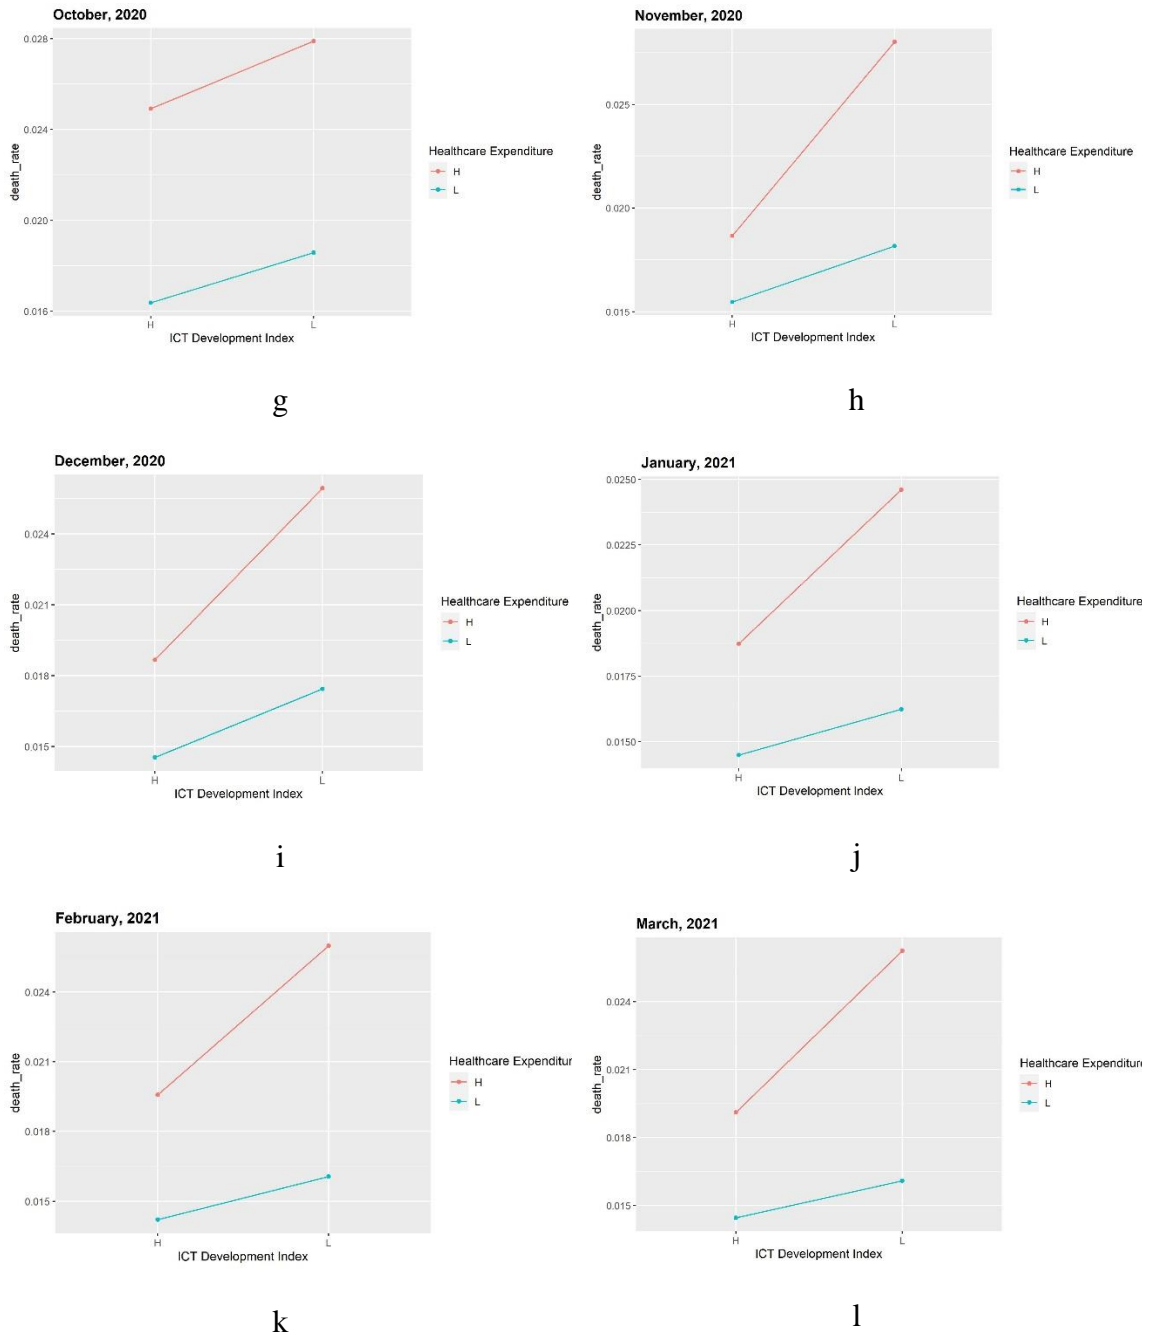 October, 2020
0.028
0.024
0.020
0.016
death_rate
H
L
ICT Development Index
Healthcare Expenditure
H
L
g
November, 2020
0.025
0.020
0.015
death_rate
H
L
ICT Development Index
Healthcare Expenditure
H
L
h
December, 2020
0.024
0.021
0.018
0.015
death_rate
H
L
ICT Development Index
Healthcare Expenditure
H
L
i
January, 2021
0.0250
0.0225
0.0200
0.0175
0.0150
death_rate
H
L
ICT Development Index
Healthcare Expenditure
H
L
j
February, 2021
0.024
0.021
0.018
0.015
death_rate
H
L
ICT Development Index
Healthcare Expenditur
H
L
k
March, 2021
0.024
0.021
0.018
0.015
death_rate
H
L
ICT Development Index
Healthcare Expenditur
H
L
l